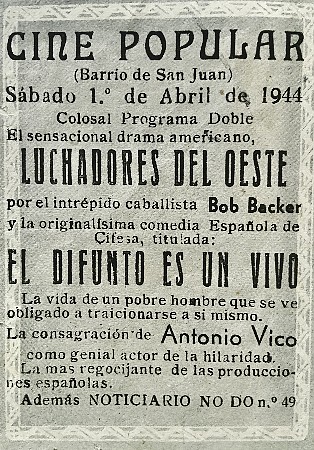 CINE POPULAR
(Barrio de San Juan)
Sábado 1.º de Abril de 1944
Colosal Programa Doble
El sensacional drama americano,
LUCHADORES DEL OESTE
por el intrépido caballista Bob Backer
y la originalísima comedia Española de
Cifesa, titulada:
EL DIFUNTO ES UN VIVO
La vida de un pobre hombre que se ve
obligado a traicionarse a si mismo.
La consagración de Antonio Vico
como genial actor de la hilaridad.
La mas regocijante de las produccio-
nes españolas.
Además NOTICIARIO NO DO n.º 49